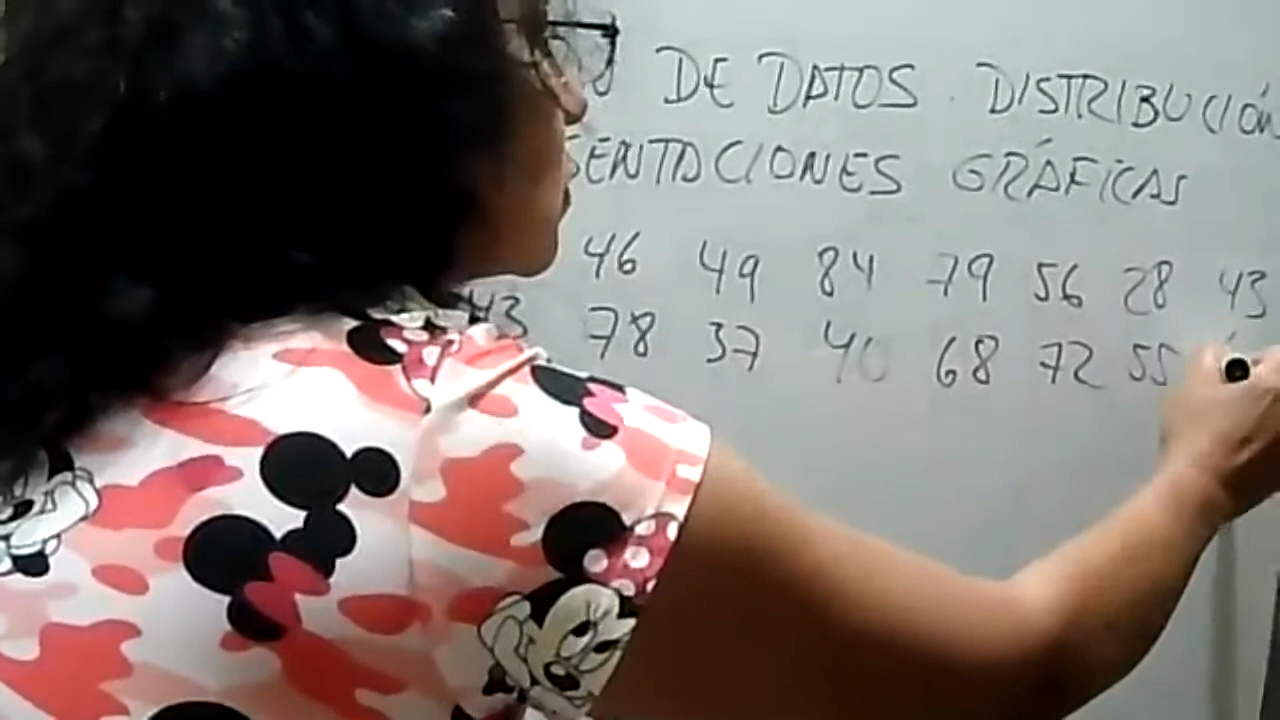 DE DATOS. DISTRIBUCIÓN
SENTACIONES GRÁFICAS
46 49 84 79 56 28 43
43 78 37 40 68 72 55